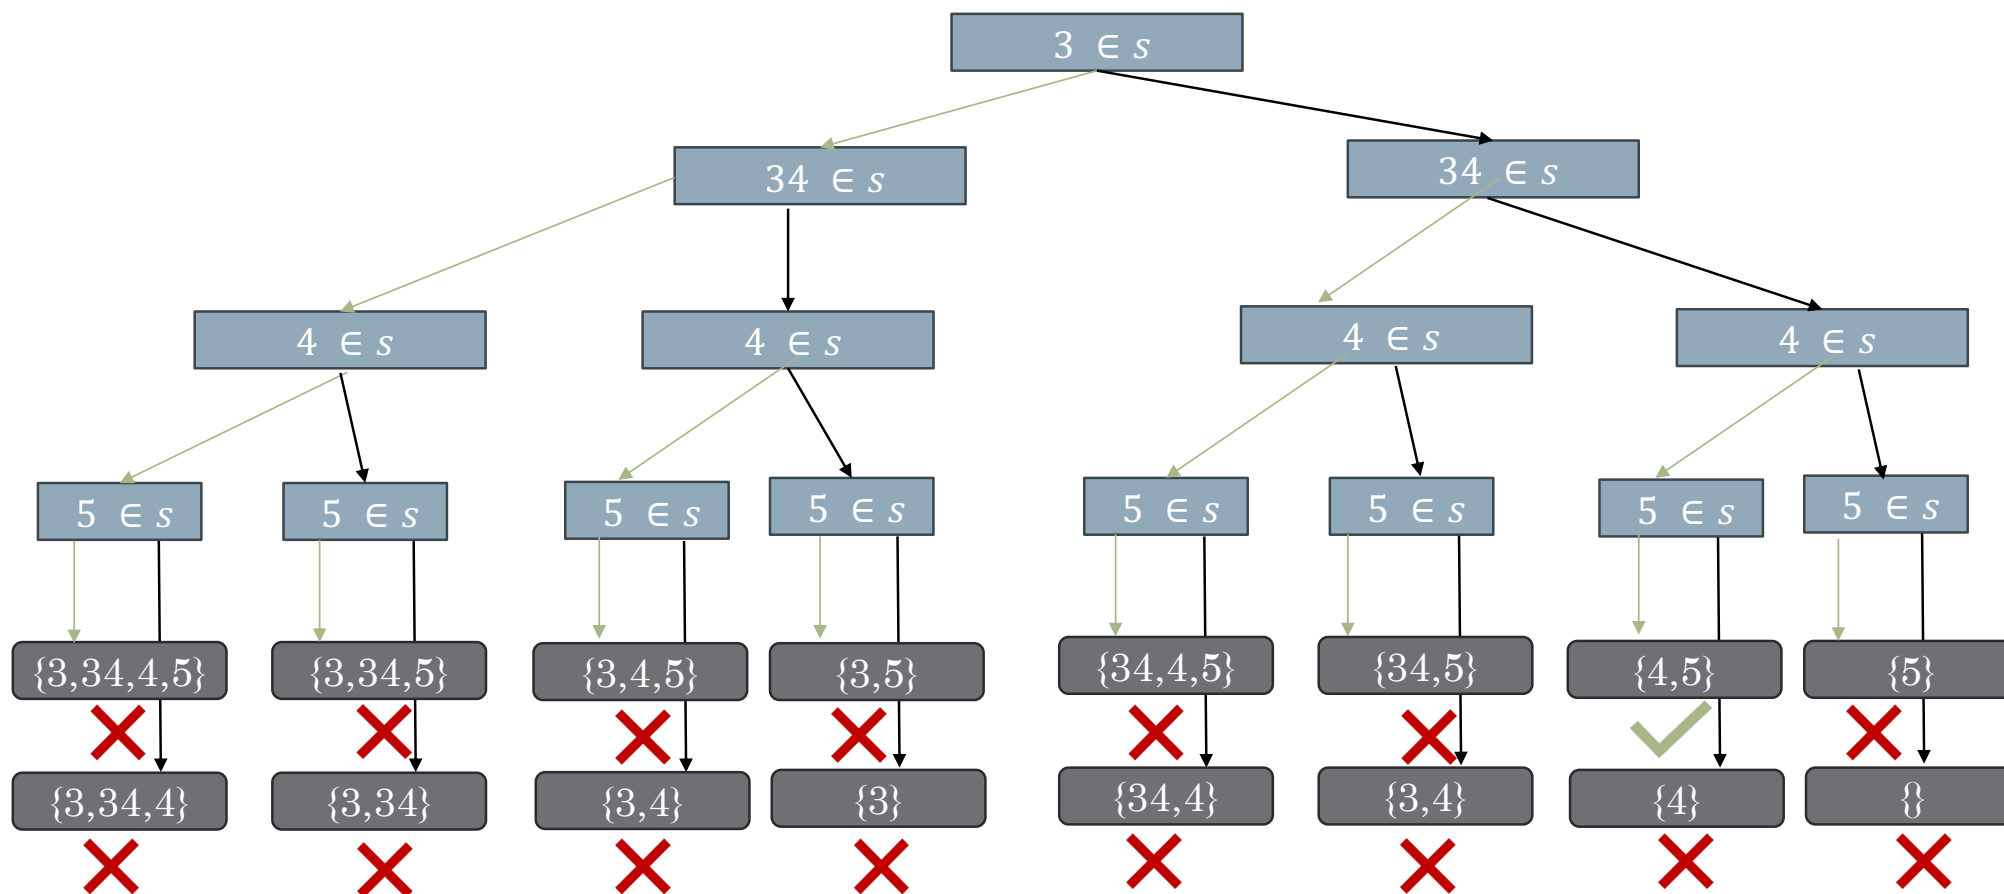 3 ∈ s
34 ∈ s
34 ∈ s
4 ∈ s
4 ∈ s
4 ∈ s
4 ∈ s
5 ∈ s
5 ∈ s
5 ∈ s
5 ∈ s
5 ∈ s
5 ∈ s
5 ∈ s
5 ∈ s
{3,34,4,5}
{3,34,5}
{3,4,5}
{3,5}
{34,4,5}
{34,5}
{4,5}
{5}
{3,34,4}
{3,34}
{3,4}
{3}
{34,4}
{3,4}
{4}
{}